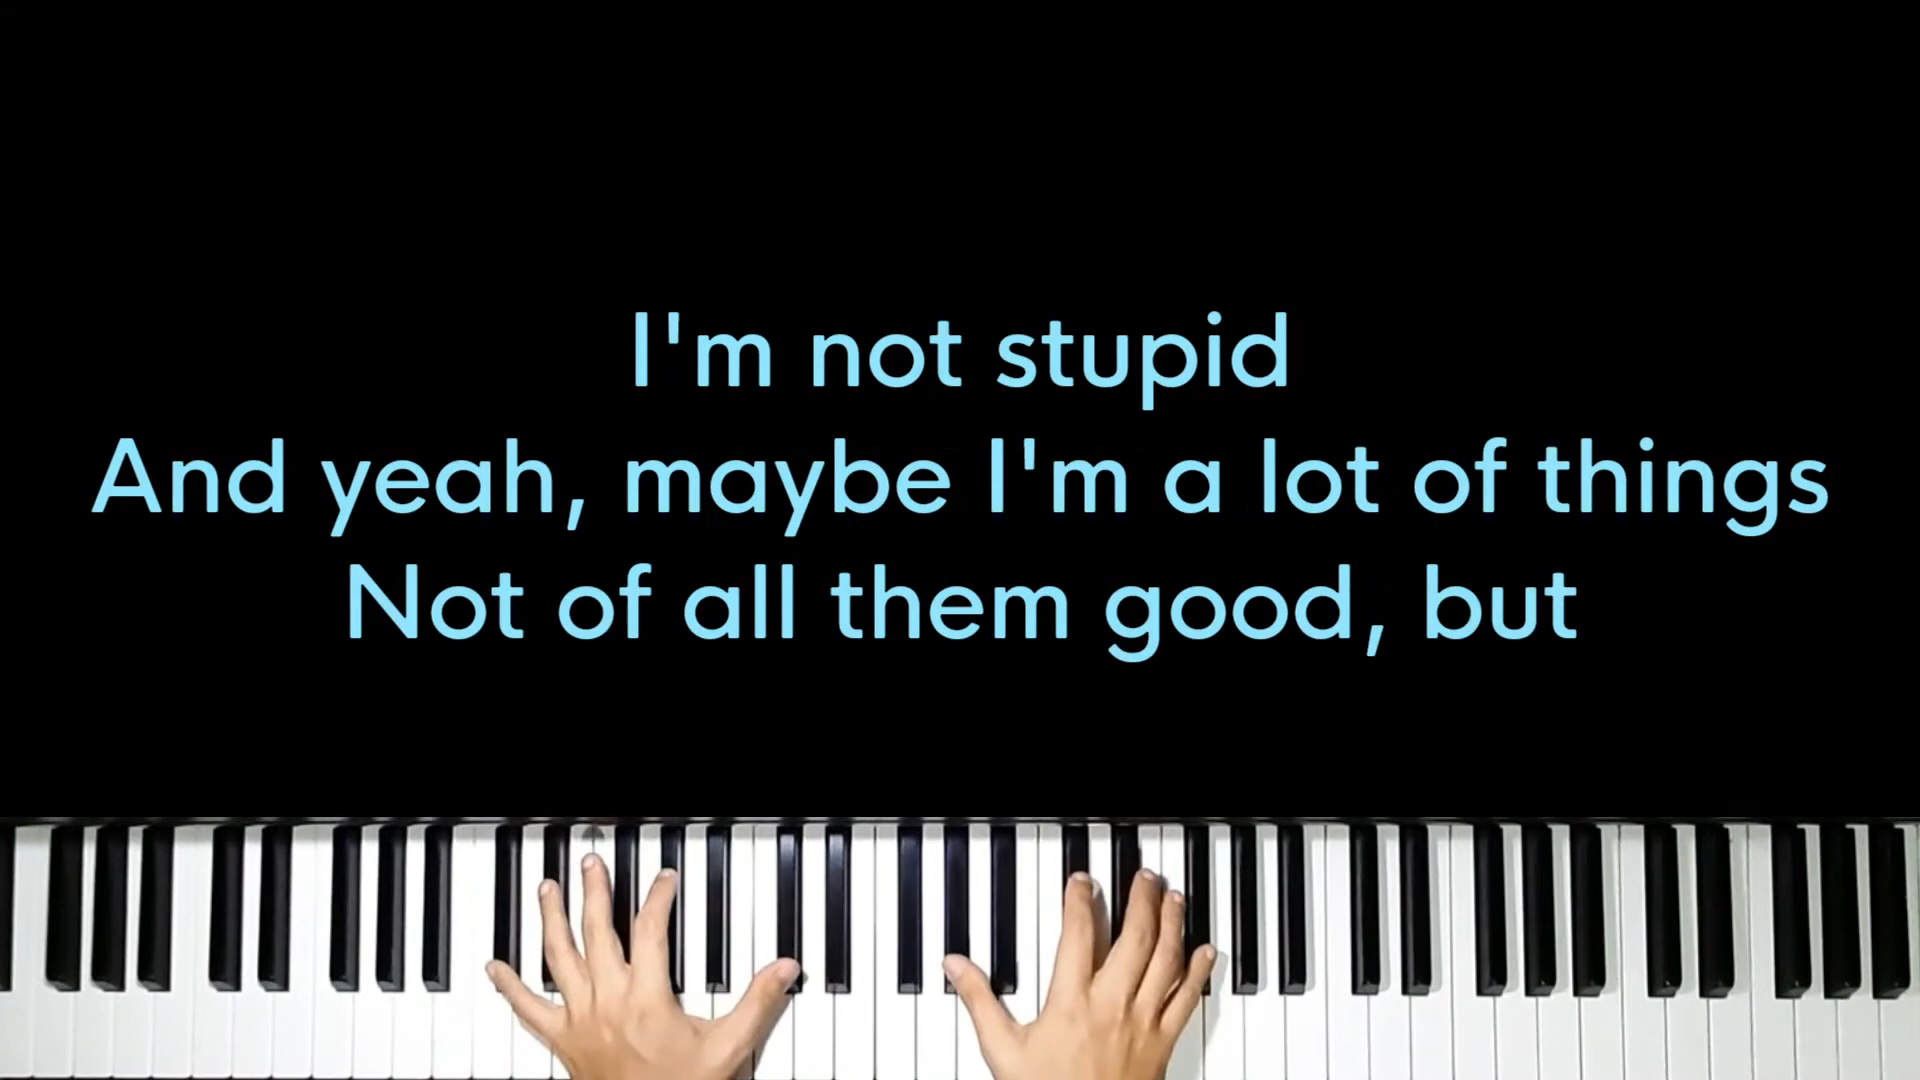 I'm not stupid
And yeah, maybe I'm a lot of things
Not of all them good, but